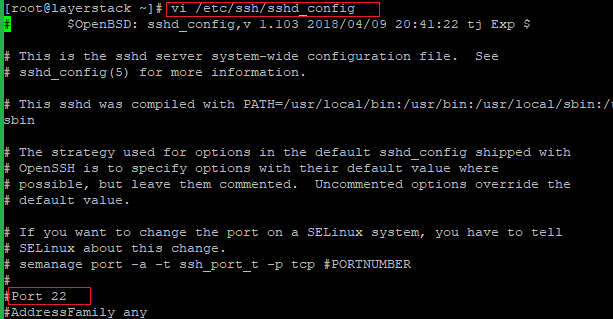 [root@layerstack ~]# vi /etc/ssh/sshd_config
#       $OpenBSD: sshd_config,v 1.103 2018/04/09 20:41:22 tj Exp $
# This is the sshd server system-wide configuration file.  See
# sshd_config(5) for more information.
# This sshd was compiled with PATH=/usr/local/bin:/usr/bin:/usr/local/sbin:/u
sbin
# The strategy used for options in the default sshd_config shipped with
# OpenSSH is to specify options with their default value where
# possible, but leave them commented.  Uncommented options override the
# default value.
# If you want to change the port on a SELinux system, you have to tell
# SELinux about this change.
# semanage port -a -t ssh_port_t -p tcp #PORTNUMBER
#
#Port 22
#AddressFamily any